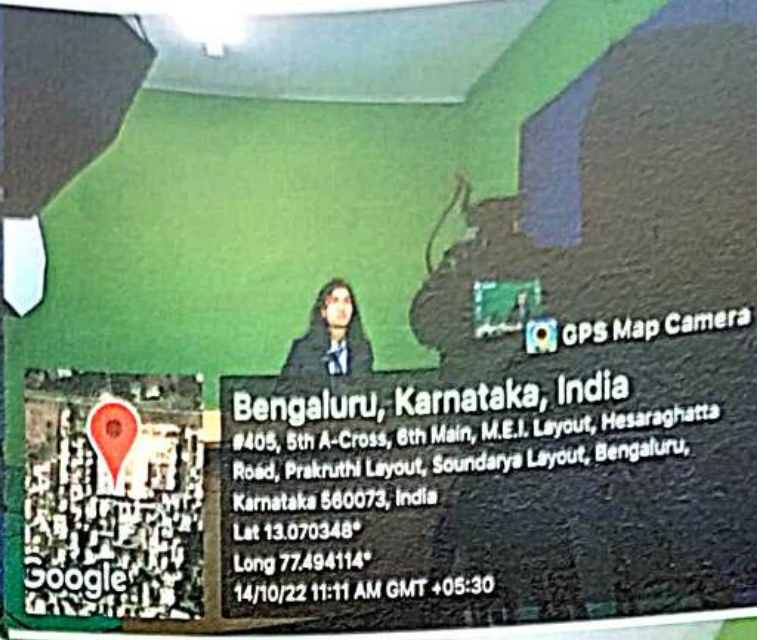 GPS Map Camera
Bengaluru, Karnataka, India
#405, 5th A-Cross, 6th Main, M.E.I. Layout, Hesaraghatta
Road, Prakruthi Layout, Soundarya Layout, Bengaluru,
Karnataka 560073, India
Lat 13.070348°
Long 77.494114°
14/10/22 11:11 AM GMT +05:30
Google